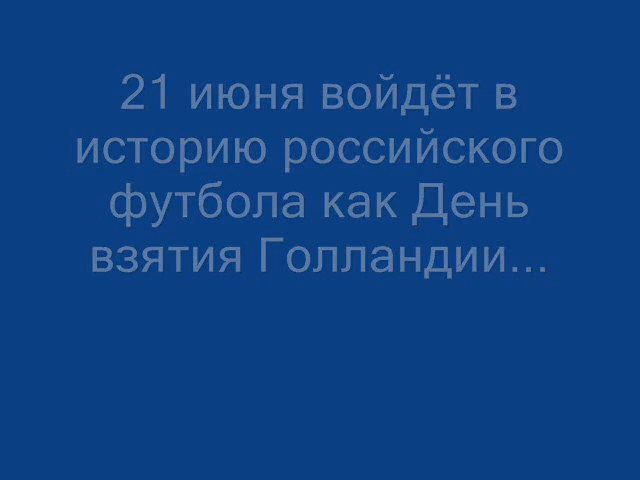 21 июня войдёт в
историю российского
футбола как День
взятия Голландии...